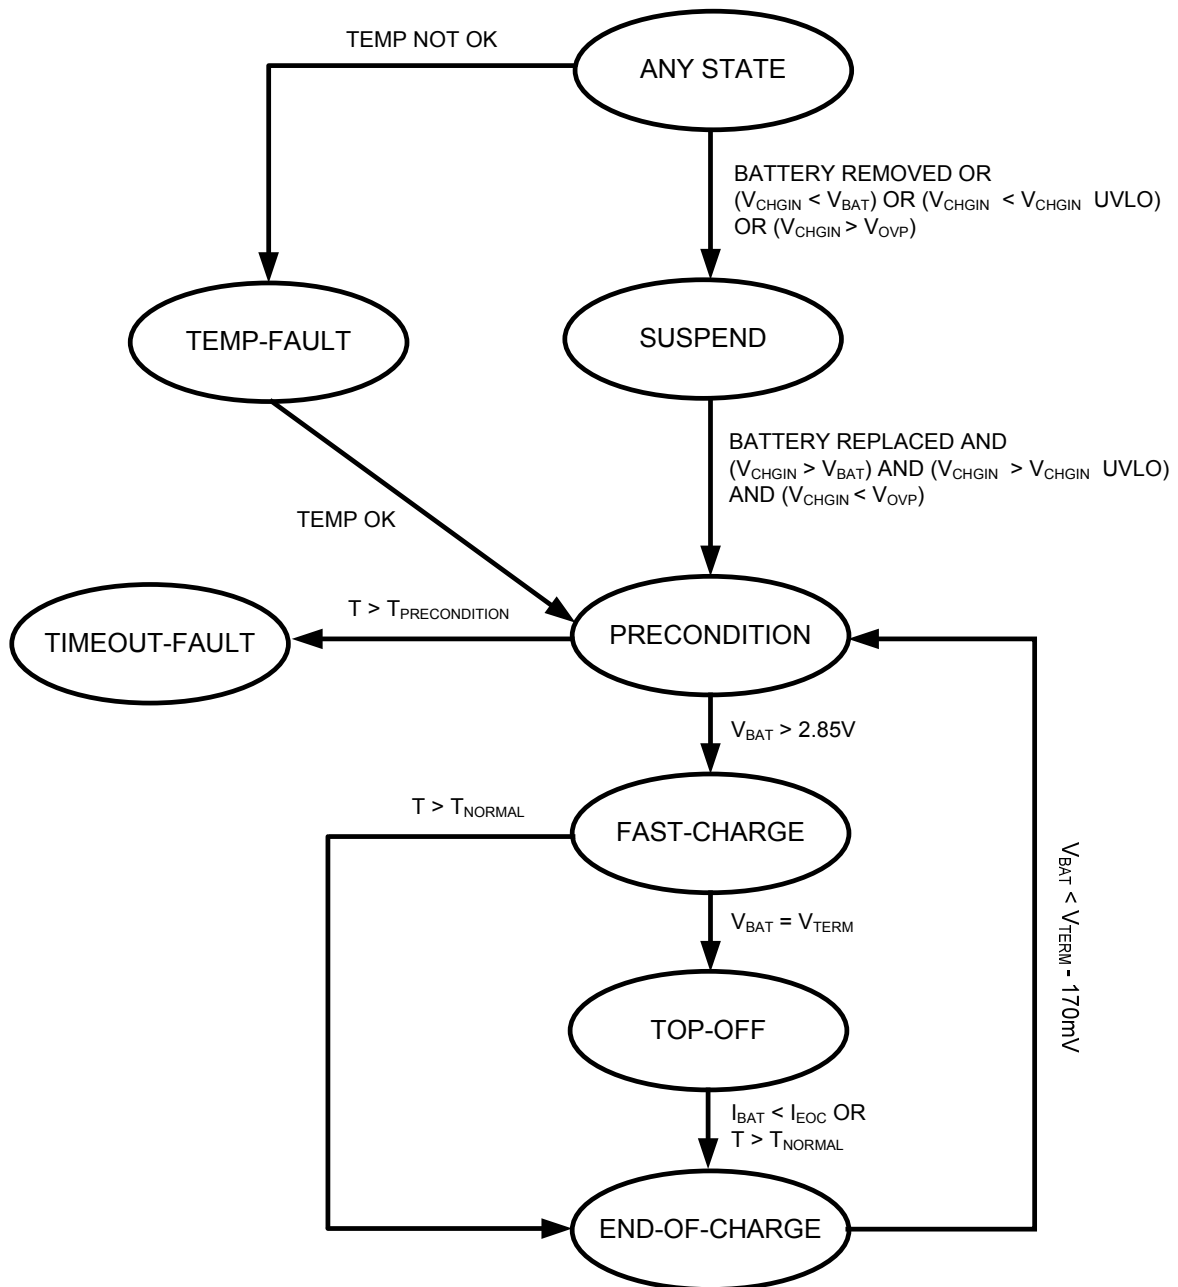 TEMP NOT OK
ANY STATE
BATTERY REMOVED OR
(VCHGIN < VBAT) OR (VCHGIN < VCHGIN UVLO)
OR (VCHGIN > VOVP)
TEMP-FAULT
SUSPEND
BATTERY REPLACED AND
(VCHGIN > VBAT) AND (VCHGIN > VCHGIN UVLO)
AND (VCHGIN < VOVP)
TEMP OK
T > TPRECONDITION
TIMEOUT-FAULT
PRECONDITION
VBAT > 2.85V
T > TNORMAL
FAST-CHARGE
VBAT < VTERM - 170mV
VBAT = VTERM
TOP-OFF
IBAT < IEOC OR
T > TNORMAL
END-OF-CHARGE